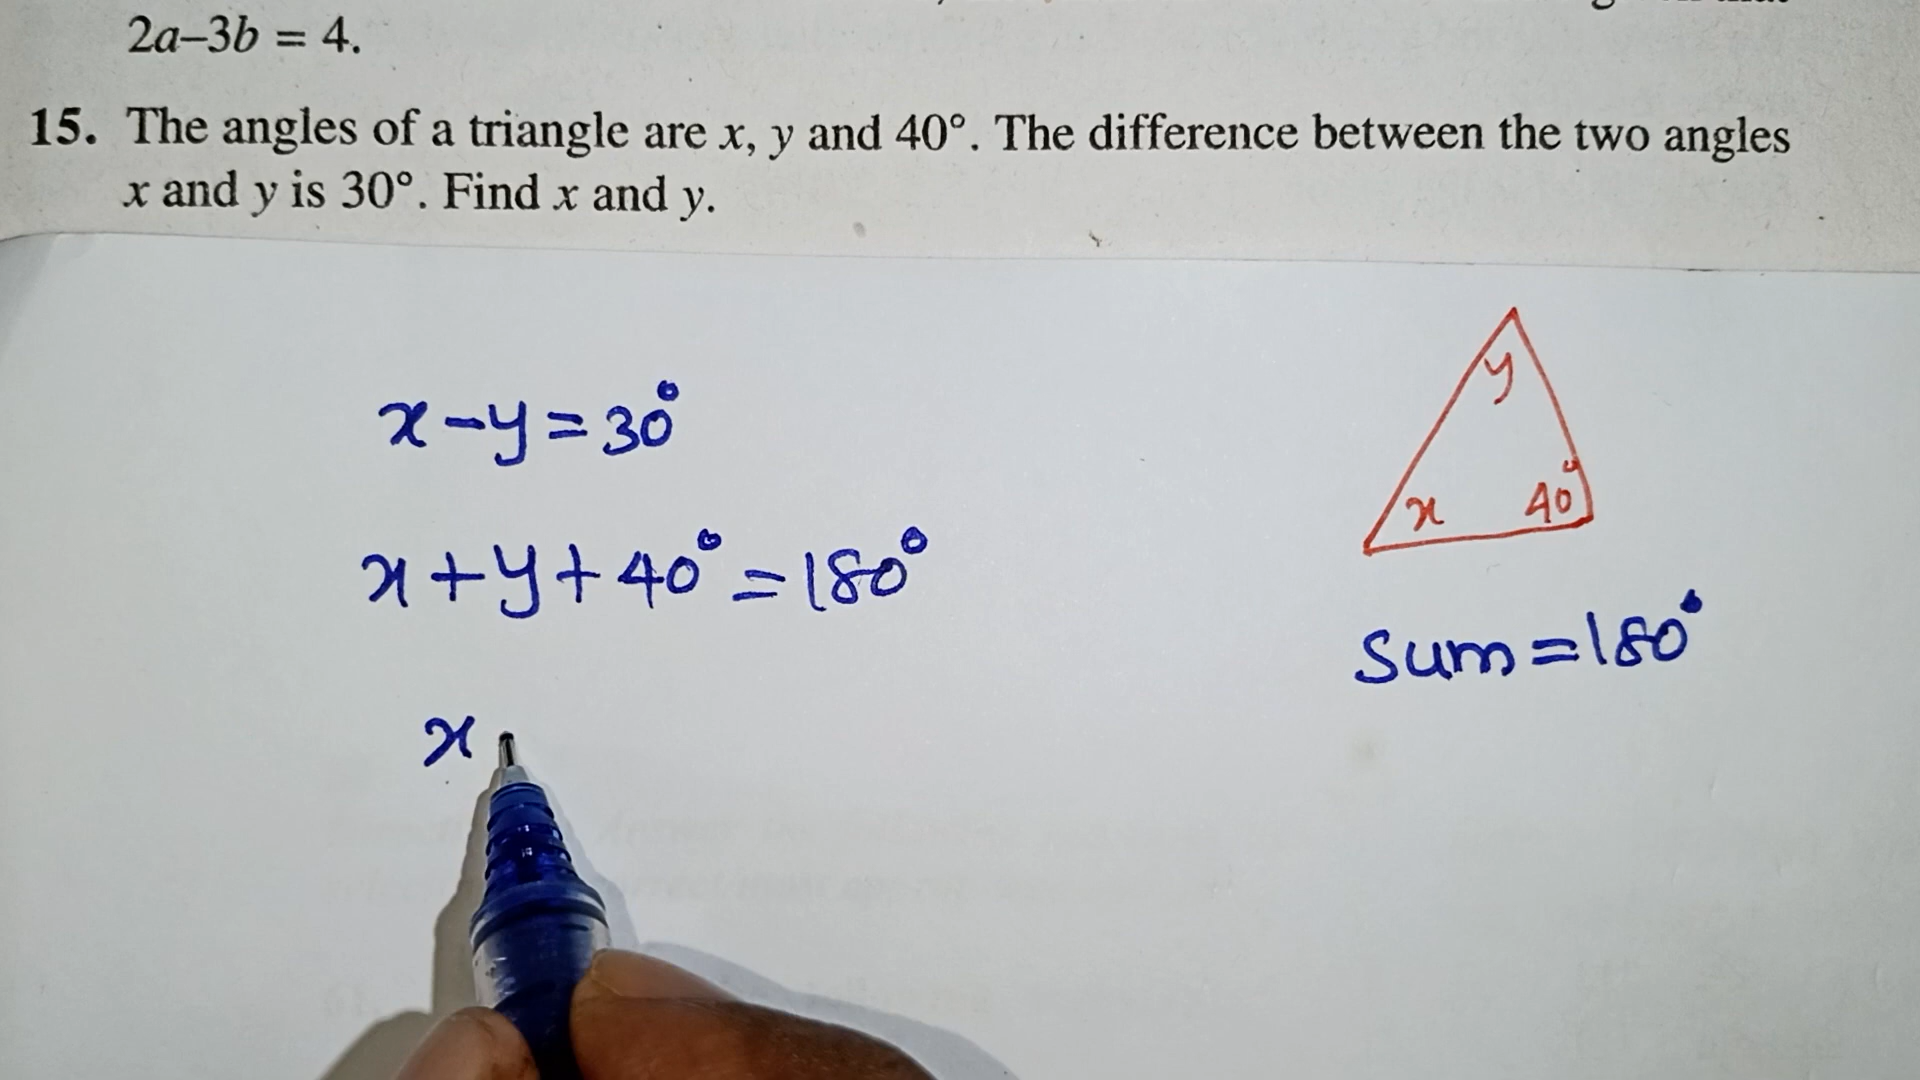 2a–3b = 4.
15. The angles of a triangle are x, y and 40°. The difference between the two angles
x and y is 30°. Find x and y.
x-y=30°
x+y+40°=180°
x
y
x 40°
Sum=180°